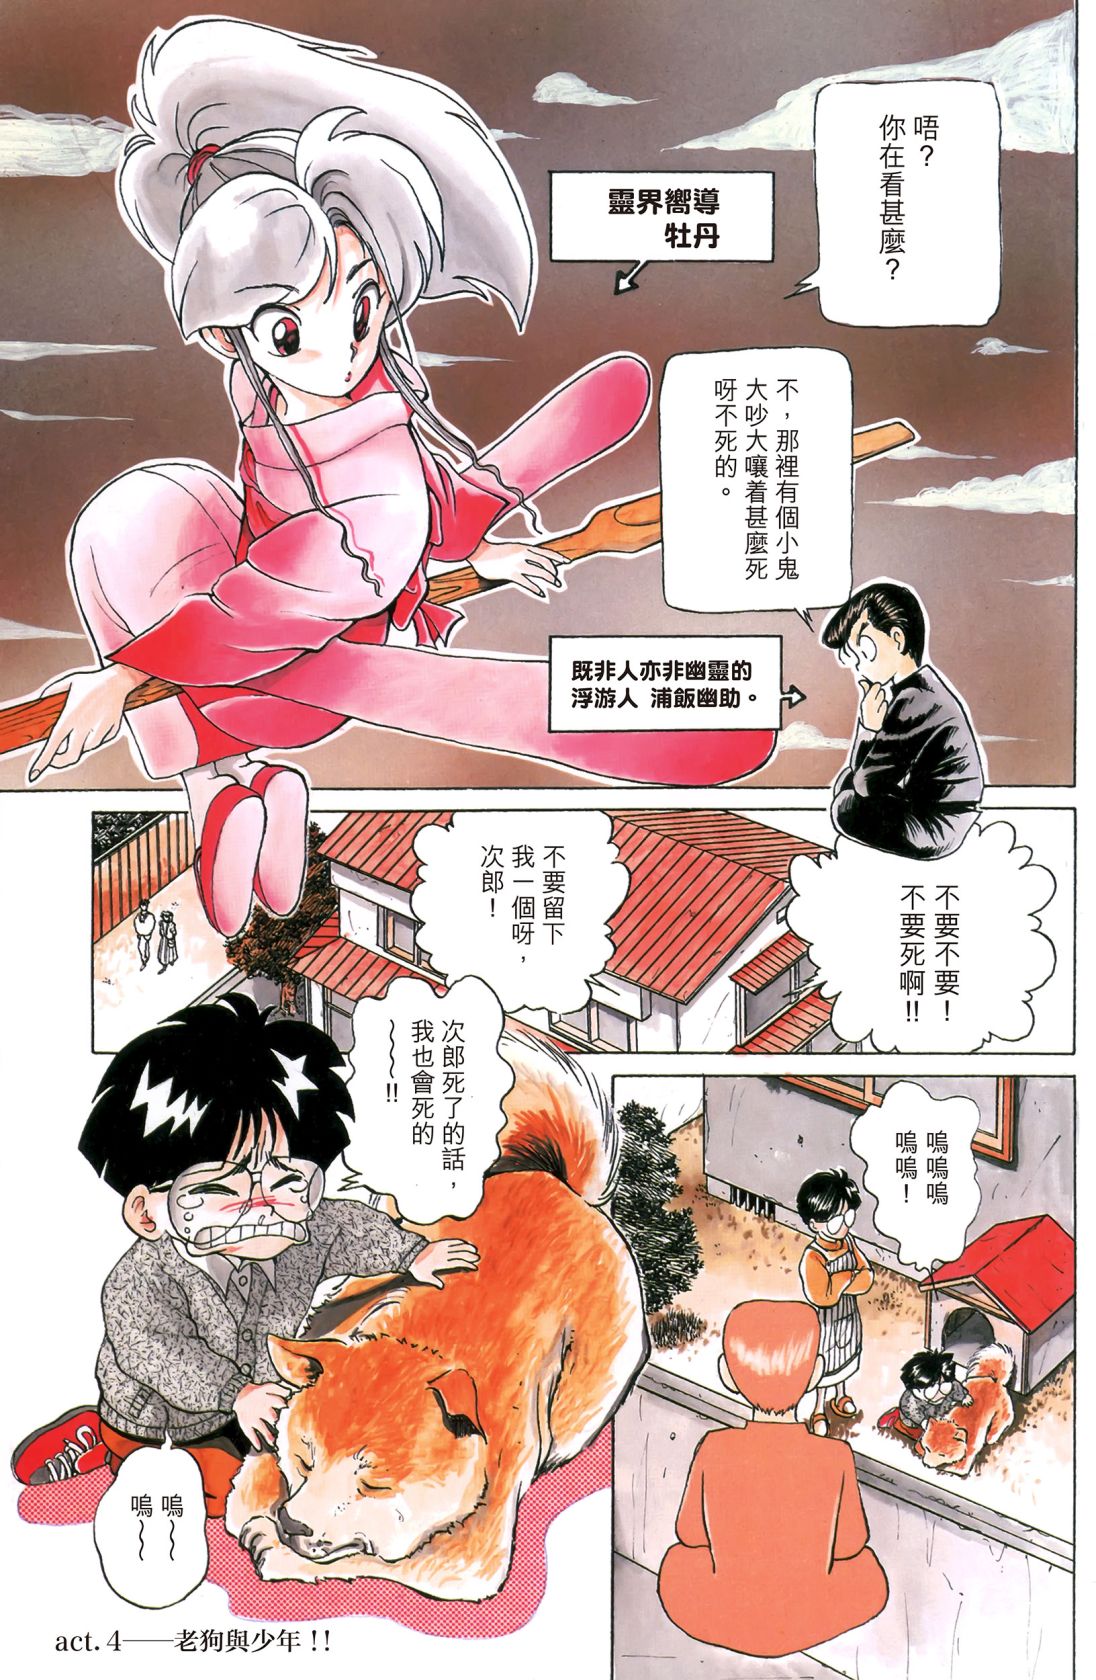 唔？
你在看甚麼？
靈界嚮導
牡丹
不，那裡有個小鬼
大吵大嚷着甚麼死
呀不死的。
既非人亦非幽靈的
浮游人 浦飯幽助。
不要不要！
不要死啊!!
不要留下
我一個呀，
次郎！
次郎死了的話，
我也會死的
～～!!
嗚嗚嗚
嗚嗚！
嗚～
嗚～
act. 4──老狗與少年!!